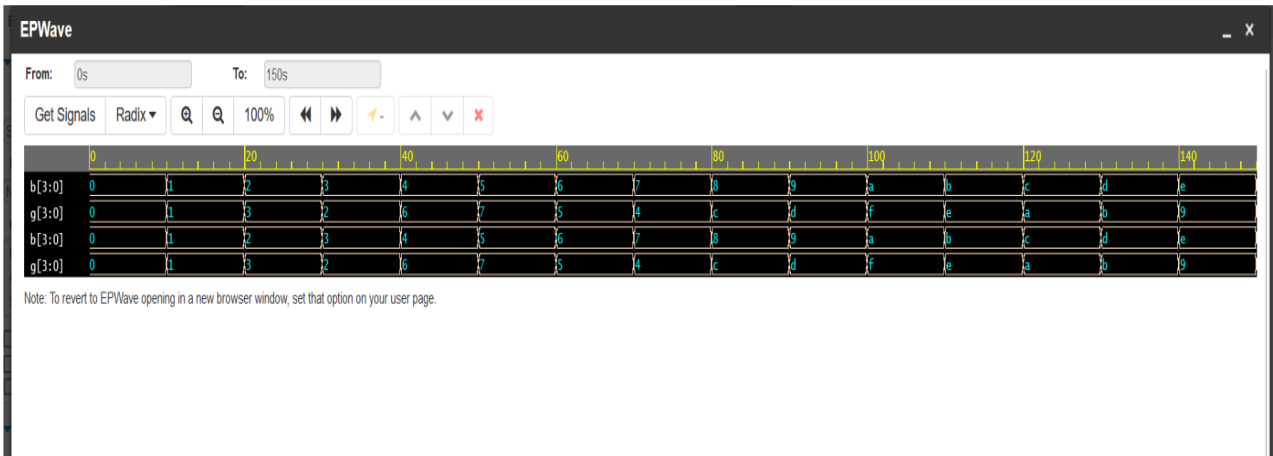 EPWave
From: 0s To: 150s
Get Signals Radix 100%
0 20 40 60 80 100 120 140
b[3:0] 0 1 2 3 4 5 6 7 8 9 a b c d e
g[3:0] 0 1 3 2 6 7 5 4 c d f e a b 9
b[3:0] 0 1 2 3 4 5 6 7 8 9 a b c d e
g[3:0] 0 1 3 2 6 7 5 4 c d f e a b 9
Note: To revert to EPWave opening in a new browser window, set that option on your user page.